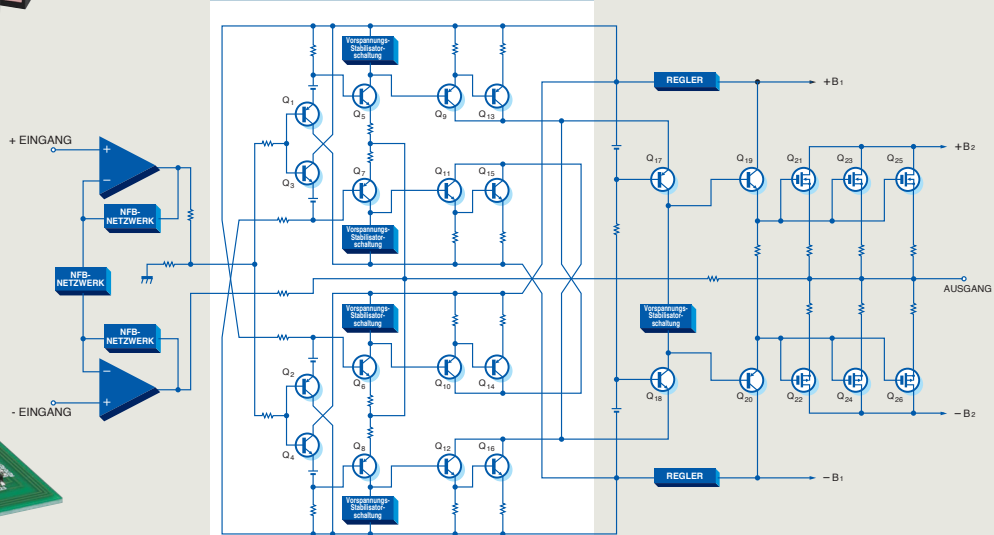 Vorspannungs-
Stabilisator-
schaltung
Q1
Q5
Q9
Q13
REGLER
+B1
+ EINGANG
+
−
NFB-
NETZWERK
Q3
Q7
Q11
Q15
Q17
Q19
Q21
Q23
Q25
+B2
Vorspannungs-
Stabilisator-
schaltung
NFB-
NETZWERK
AUSGANG
Vorspannungs-
Stabilisator-
schaltung
Vorspannungs-
Stabilisator-
schaltung
NFB-
NETZWERK
−
+
- EINGANG
Q2
Q6
Q10
Q14
Q18
Q20
Q22
Q24
Q26
−B2
Q4
Q8
Q12
Q16
REGLER
−B1
Vorspannungs-
Stabilisator-
schaltung